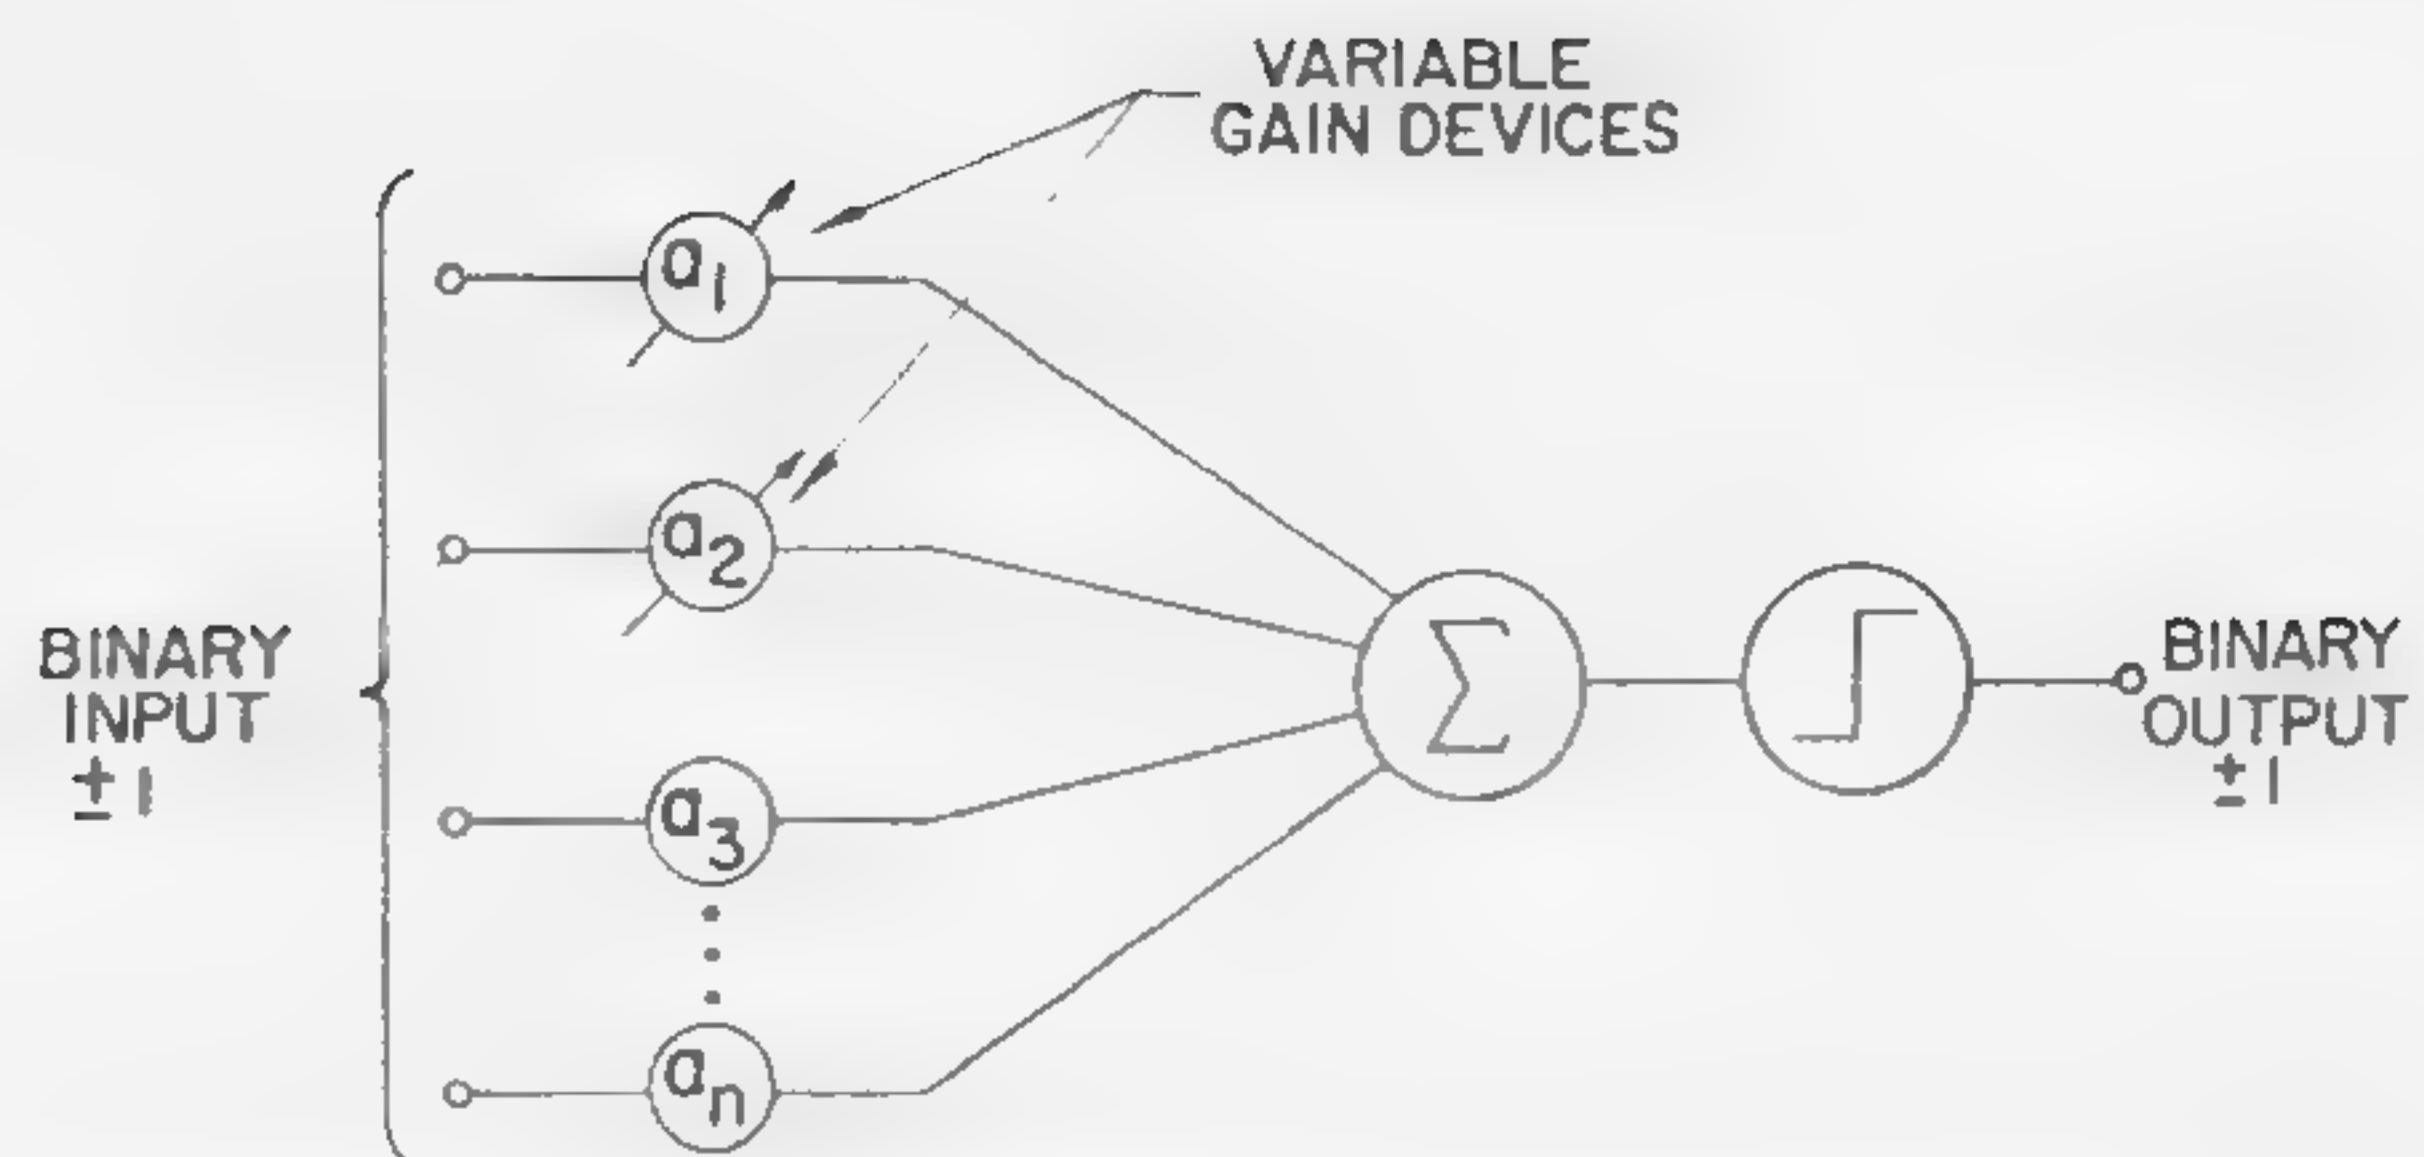 VARIABLE
GAIN DEVICES
a1
a2
BINARY
INPUT
± 1
Σ
BINARY
OUTPUT
± 1
a3
an